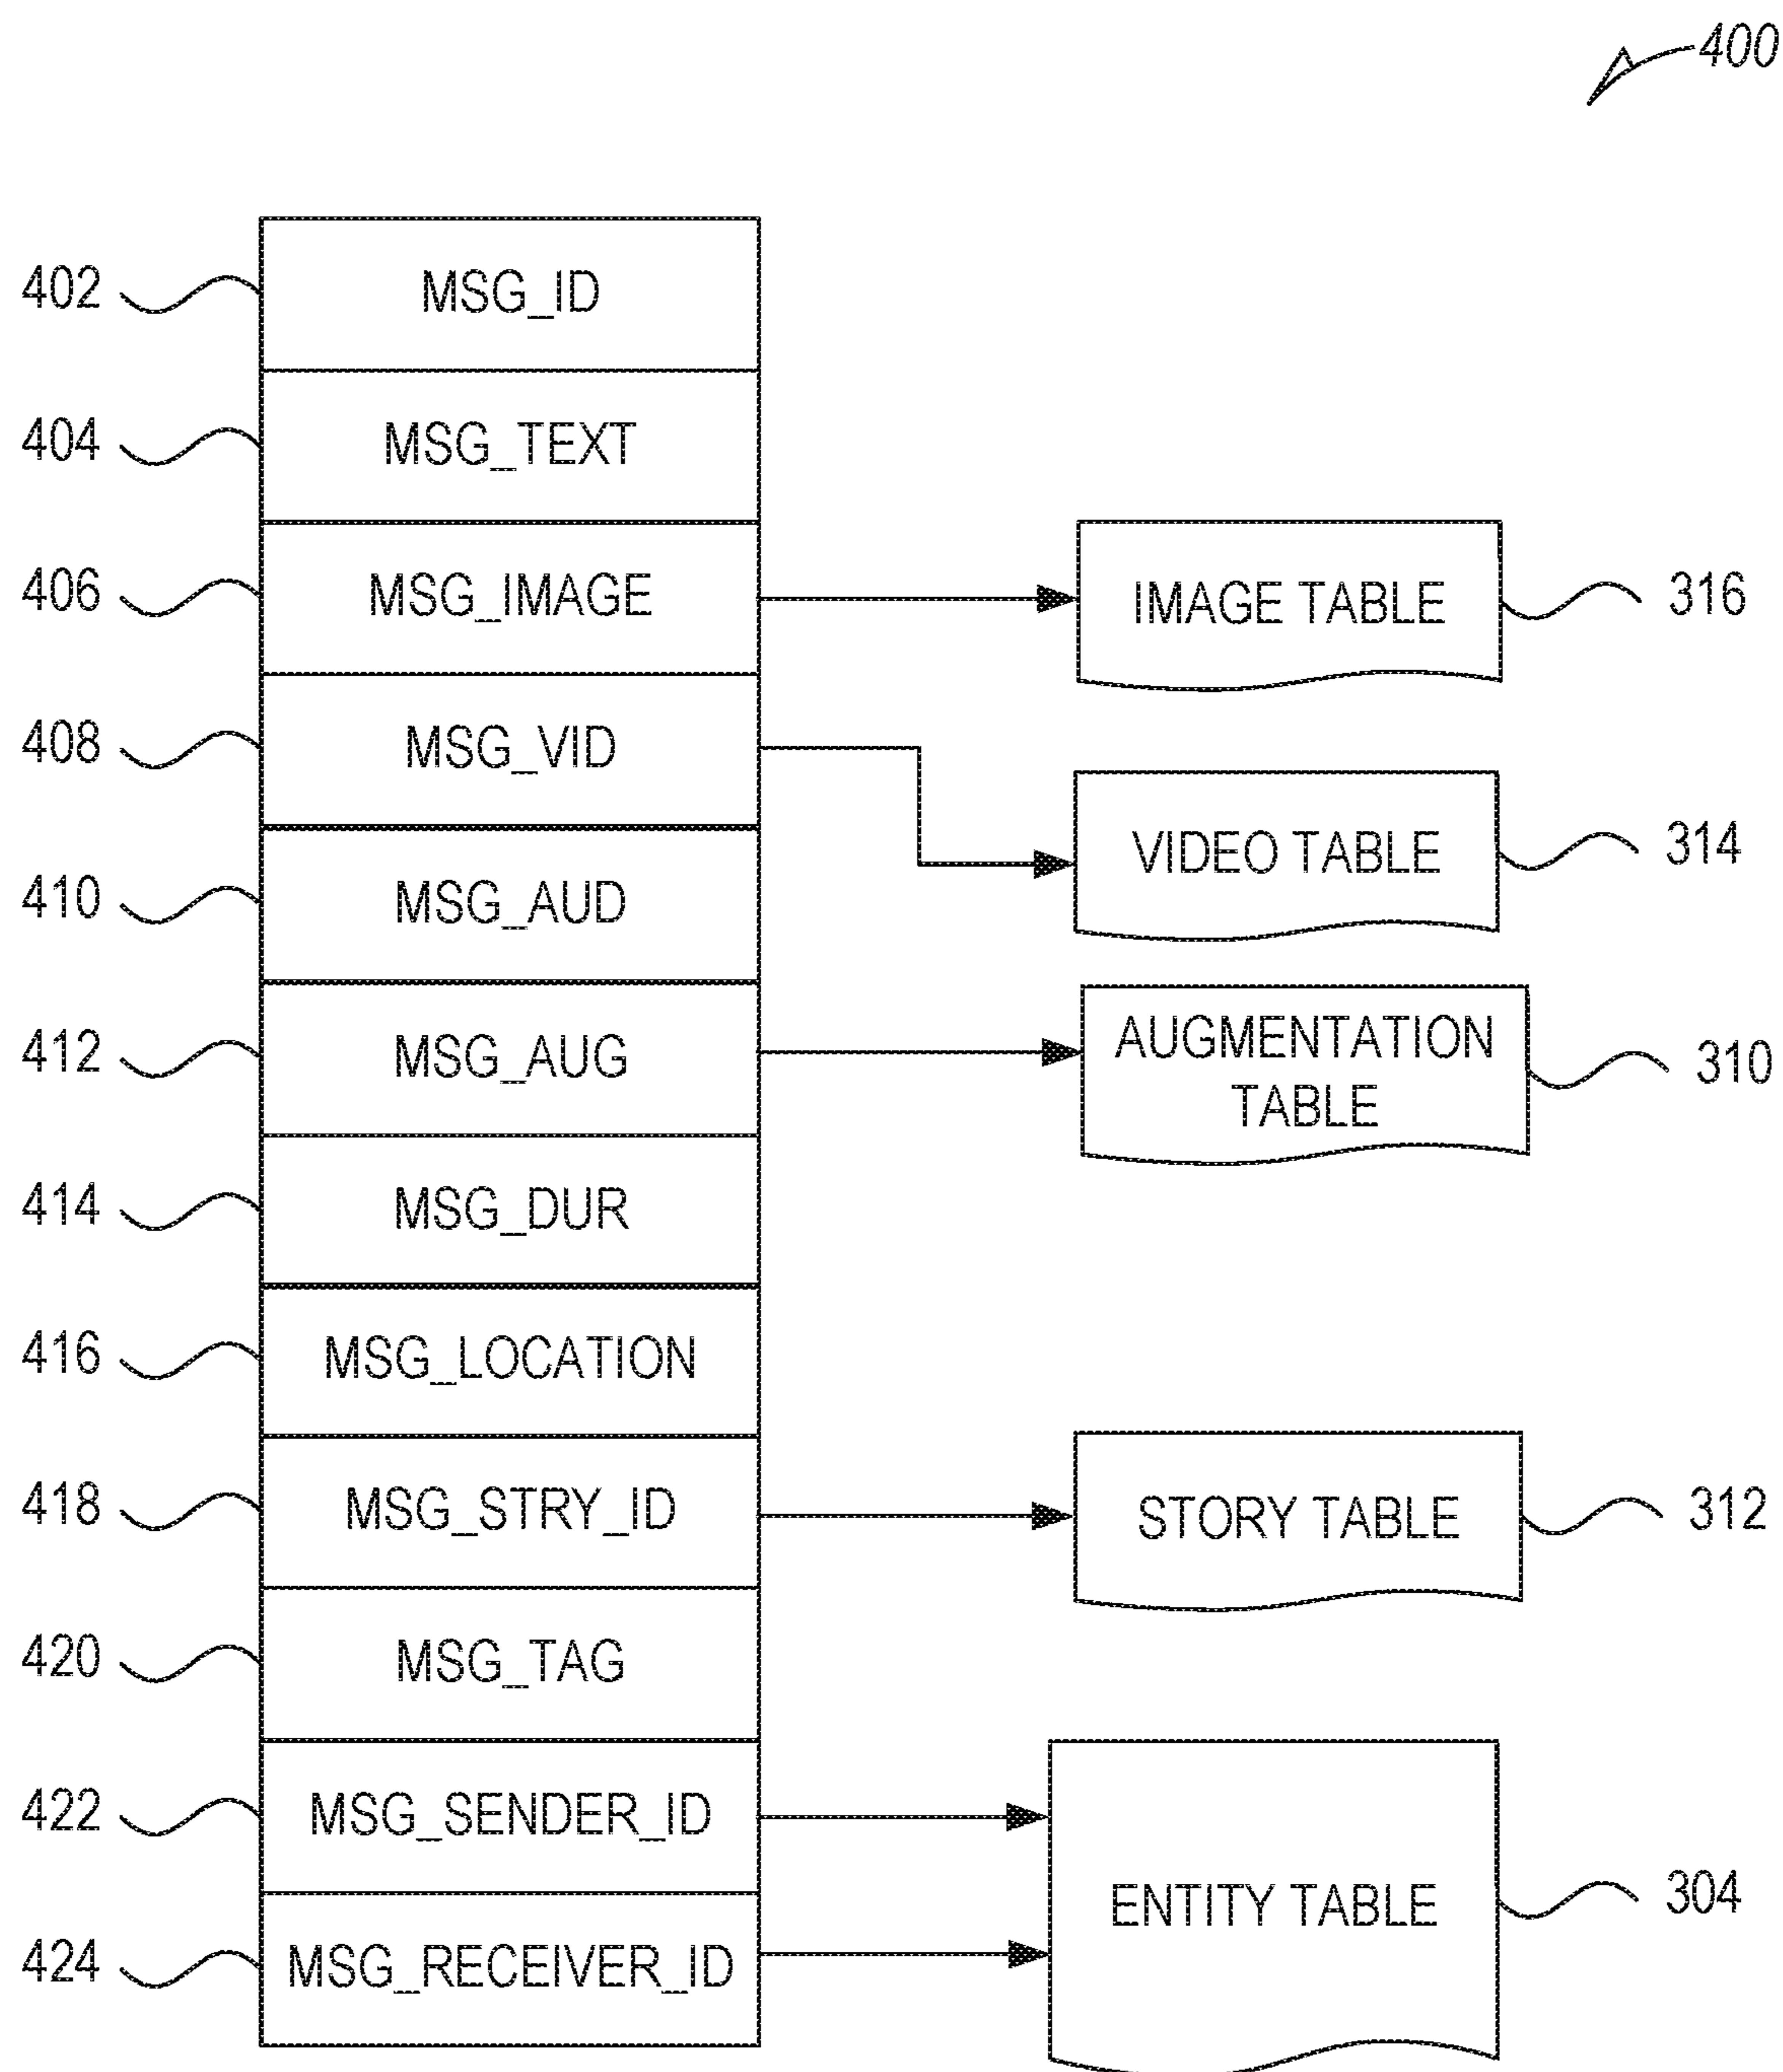 400
402 MSG_ID
404 MSG_TEXT
406 MSG_IMAGE IMAGE TABLE 316
408 MSG_VID VIDEO TABLE 314
410 MSG_AUD
412 MSG_AUG AUGMENTATION
TABLE 310
414 MSG_DUR
416 MSG_LOCATION
418 MSG_STRY_ID STORY TABLE 312
420 MSG_TAG
422 MSG_SENDER_ID
ENTITY TABLE 304
424 MSG_RECEIVER_ID